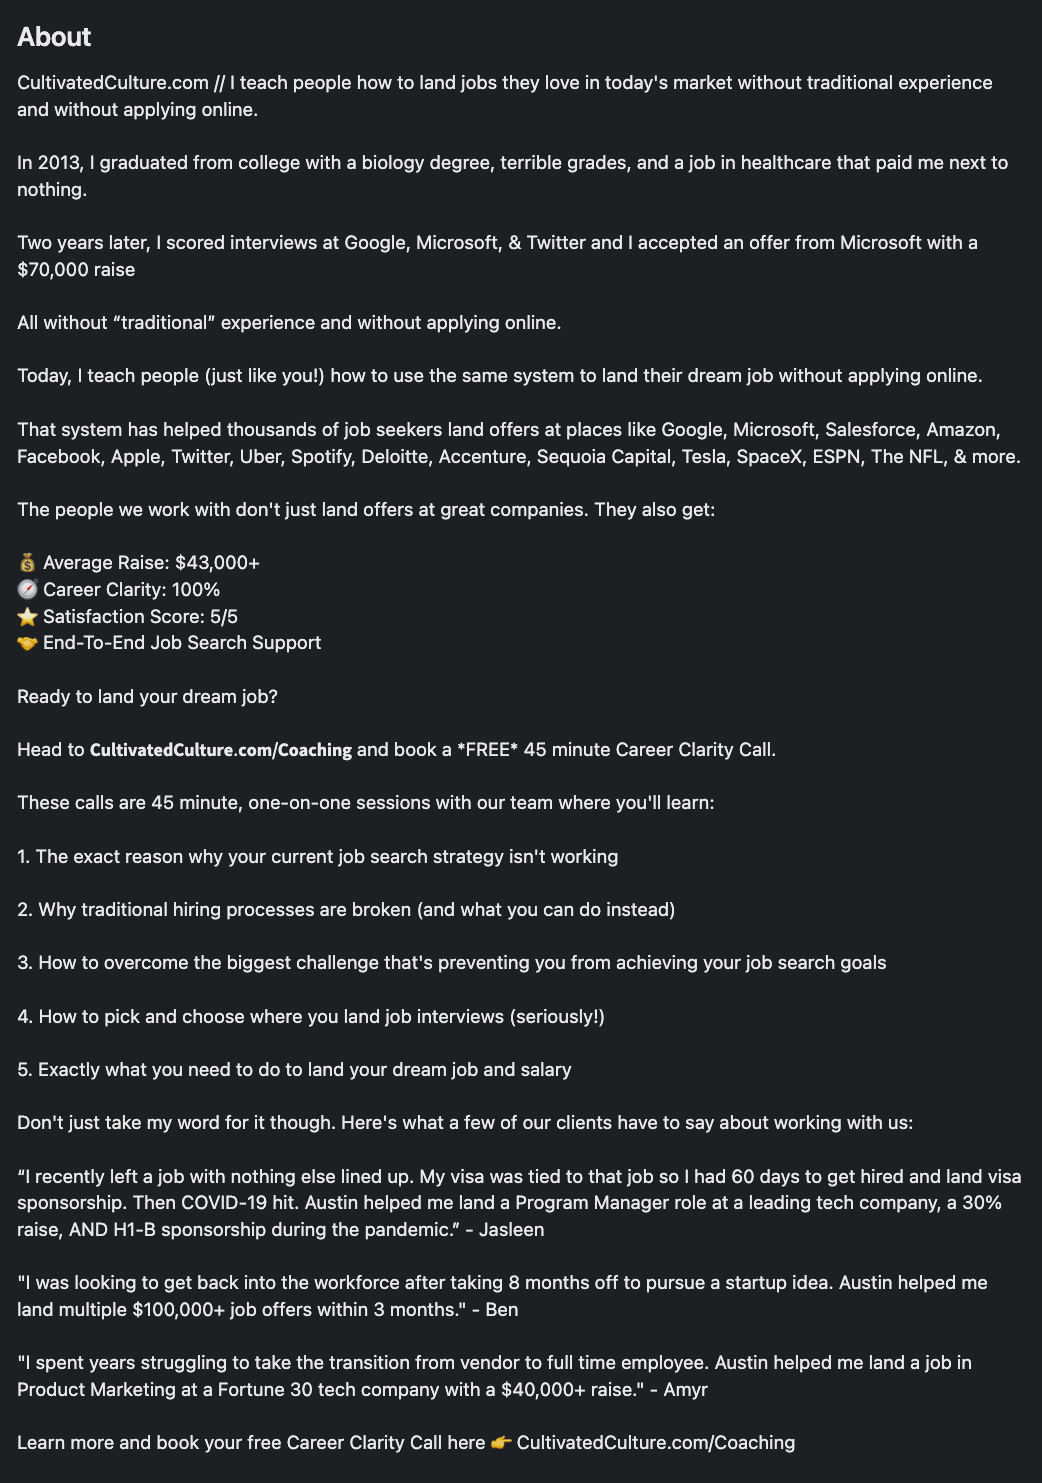 About
CultivatedCulture.com // I teach people how to land jobs they love in today's market without traditional experience
and without applying online.
In 2013, I graduated from college with a biology degree, terrible grades, and a job in healthcare that paid me next to
nothing.
Two years later, I scored interviews at Google, Microsoft, & Twitter and I accepted an offer from Microsoft with a
$70,000 raise
All without “traditional” experience and without applying online.
Today, I teach people (just like you!) how to use the same system to land their dream job without applying online.
That system has helped thousands of job seekers land offers at places like Google, Microsoft, Salesforce, Amazon,
Facebook, Apple, Twitter, Uber, Spotify, Deloitte, Accenture, Sequoia Capital, Tesla, SpaceX, ESPN, The NFL, & more.
The people we work with don't just land offers at great companies. They also get:
💰 Average Raise: $43,000+
🧭 Career Clarity: 100%
⭐ Satisfaction Score: 5/5
🤝 End-To-End Job Search Support
Ready to land your dream job?
Head to CultivatedCulture.com/Coaching and book a *FREE* 45 minute Career Clarity Call.
These calls are 45 minute, one-on-one sessions with our team where you'll learn:
1. The exact reason why your current job search strategy isn't working
2. Why traditional hiring processes are broken (and what you can do instead)
3. How to overcome the biggest challenge that's preventing you from achieving your job search goals
4. How to pick and choose where you land job interviews (seriously!)
5. Exactly what you need to do to land your dream job and salary
Don't just take my word for it though. Here's what a few of our clients have to say about working with us:
“I recently left a job with nothing else lined up. My visa was tied to that job so I had 60 days to get hired and land visa
sponsorship. Then COVID-19 hit. Austin helped me land a Program Manager role at a leading tech company, a 30%
raise, AND H1-B sponsorship during the pandemic.” - Jasleen
"I was looking to get back into the workforce after taking 8 months off to pursue a startup idea. Austin helped me
land multiple $100,000+ job offers within 3 months." - Ben
"I spent years struggling to take the transition from vendor to full time employee. Austin helped me land a job in
Product Marketing at a Fortune 30 tech company with a $40,000+ raise." - Amyr
Learn more and book your free Career Clarity Call here 👉 CultivatedCulture.com/Coaching